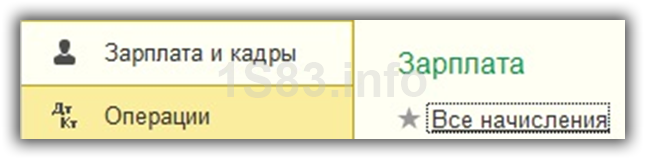 Зарплата и кадры
Операции
Дт
Кт
Зарплата
Все начисления
1S83.info